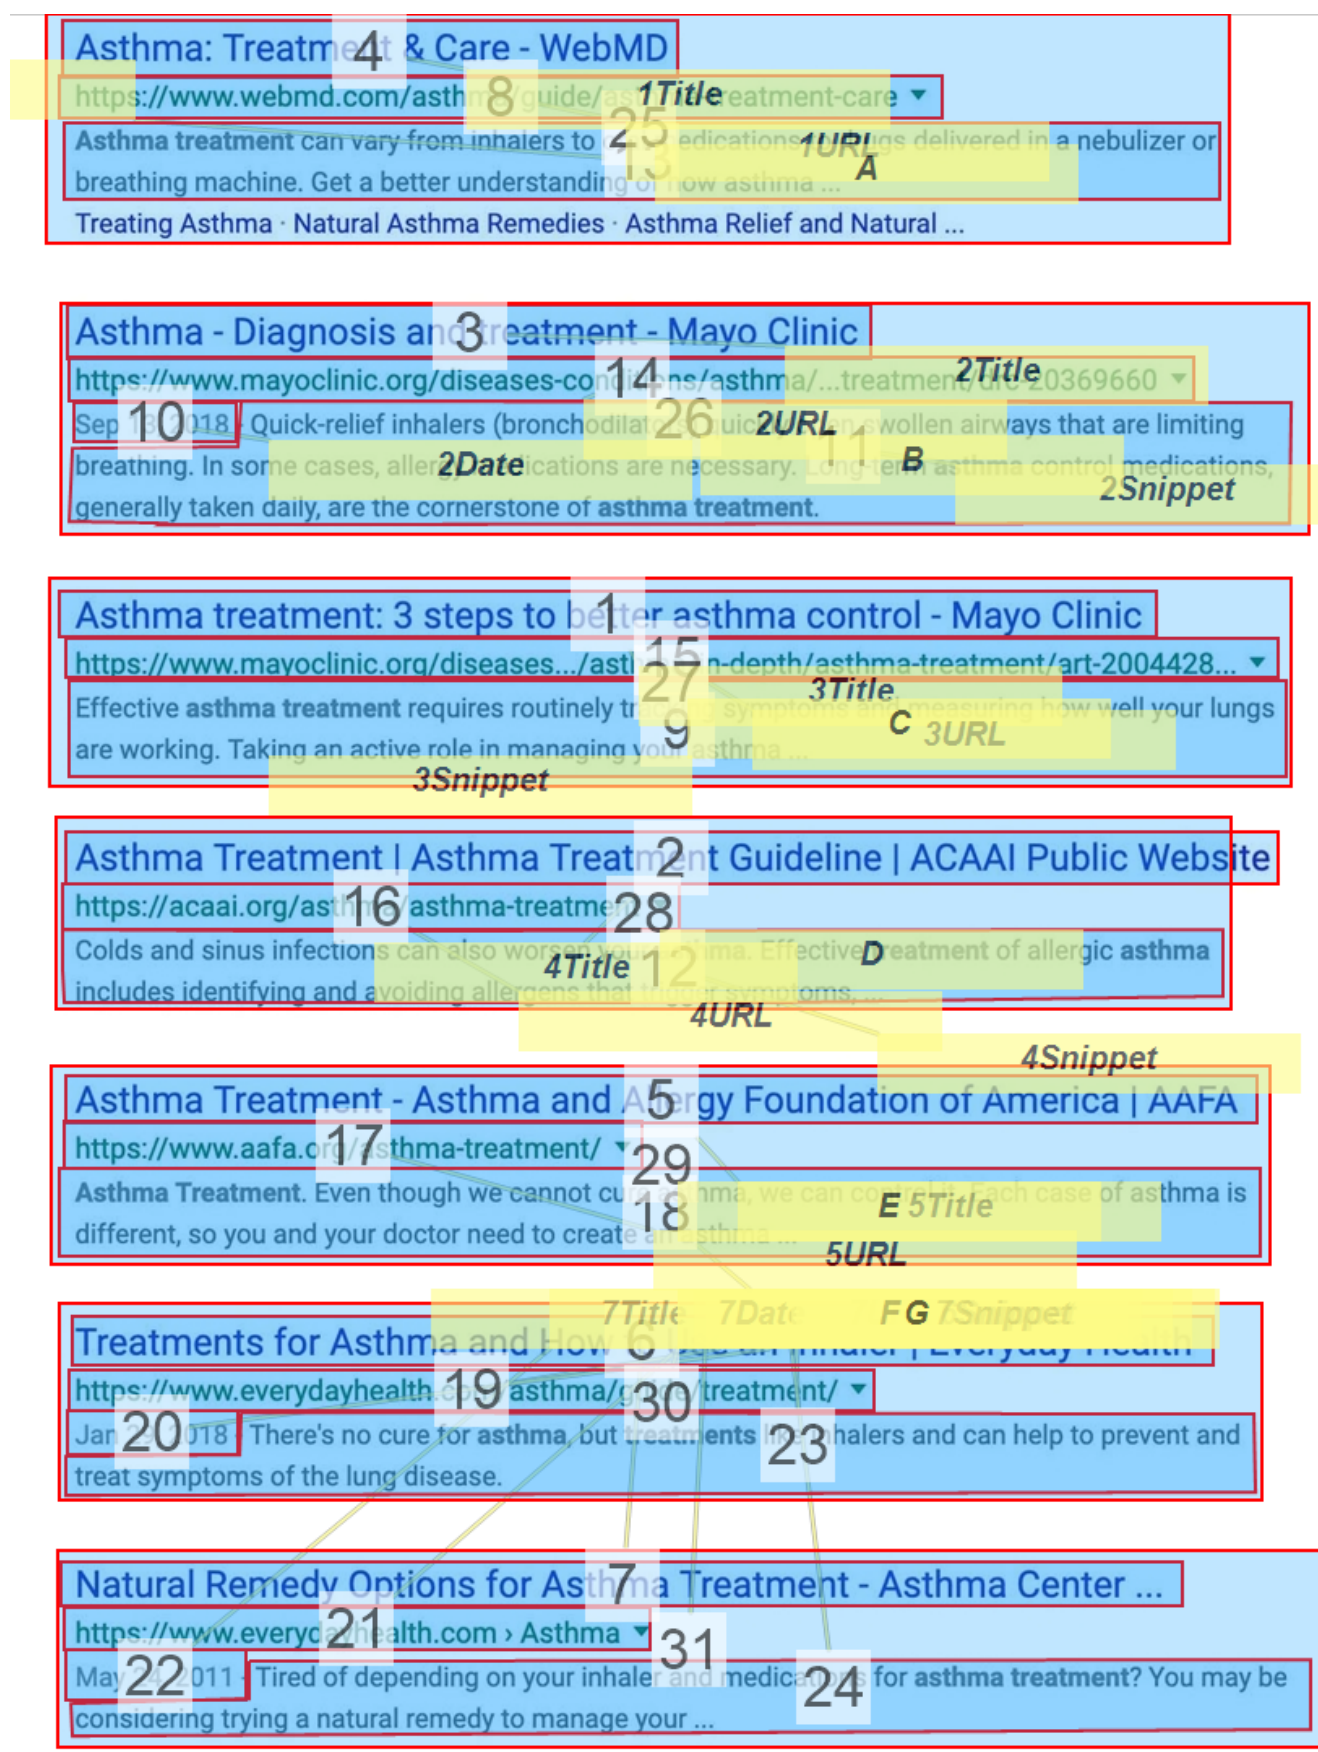 Asthma: Treatment & Care - WebMD
4
https://www.webmd.com/asthma/guide/asthma-treatment-care
8
1Title
25
Asthma treatment can vary from inhalers to medications delivered in a nebulizer or
1URL
A
13
breathing machine. Get a better understanding of how asthma ...
Treating Asthma · Natural Asthma Remedies · Asthma Relief and Natural ...
Asthma - Diagnosis and treatment - Mayo Clinic
3
14
2Title
https://www.mayoclinic.org/diseases-conditions/asthma/...treatment/drc-20369660
10
26
2URL
Sep 13, 2018 - Quick-relief inhalers (bronchodilators) quickly open swollen airways that are limiting
11
B
2Date
breathing. In some cases, allergy medications are necessary. Long-term asthma control medications,
2Snippet
generally taken daily, are the cornerstone of asthma treatment.
Asthma treatment: 3 steps to better asthma control - Mayo Clinic
1
15
https://www.mayoclinic.org/diseases.../asthma/in-depth/asthma-treatment/art-2004428...
27
3Title
Effective asthma treatment requires routinely tracking symptoms and measuring how well your lungs
C
3URL
9
are working. Taking an active role in managing your asthma ...
3Snippet
Asthma Treatment | Asthma Treatment Guideline | ACAAI Public Website
2
https://acaai.org/asthma/asthma-treatment
16
28
Colds and sinus infections can also worsen your asthma. Effective treatment of allergic asthma
4Title
12
D
includes identifying and avoiding allergens that trigger symptoms, ...
4URL
4Snippet
Asthma Treatment - Asthma and Allergy Foundation of America | AAFA
5
https://www.aafa.org/asthma-treatment/
17
29
Asthma Treatment. Even though we cannot cure asthma, we can control it. Each case of asthma is
18
E
5Title
different, so you and your doctor need to create an asthma ...
5URL
7Title
7Date
F
G
7Snippet
Treatments for Asthma and How to Use an Inhaler | Everyday Health
6
https://www.everydayhealth.com/asthma/guide/treatment/
19
30
20
23
Jan 29, 2018 - There's no cure for asthma, but treatments like inhalers and can help to prevent and
treat symptoms of the lung disease.
Natural Remedy Options for Asthma Treatment - Asthma Center ...
7
https://www.everydayhealth.com › Asthma
21
31
22
24
May 24, 2011 - Tired of depending on your inhaler and medications for asthma treatment? You may be
considering trying a natural remedy to manage your ...